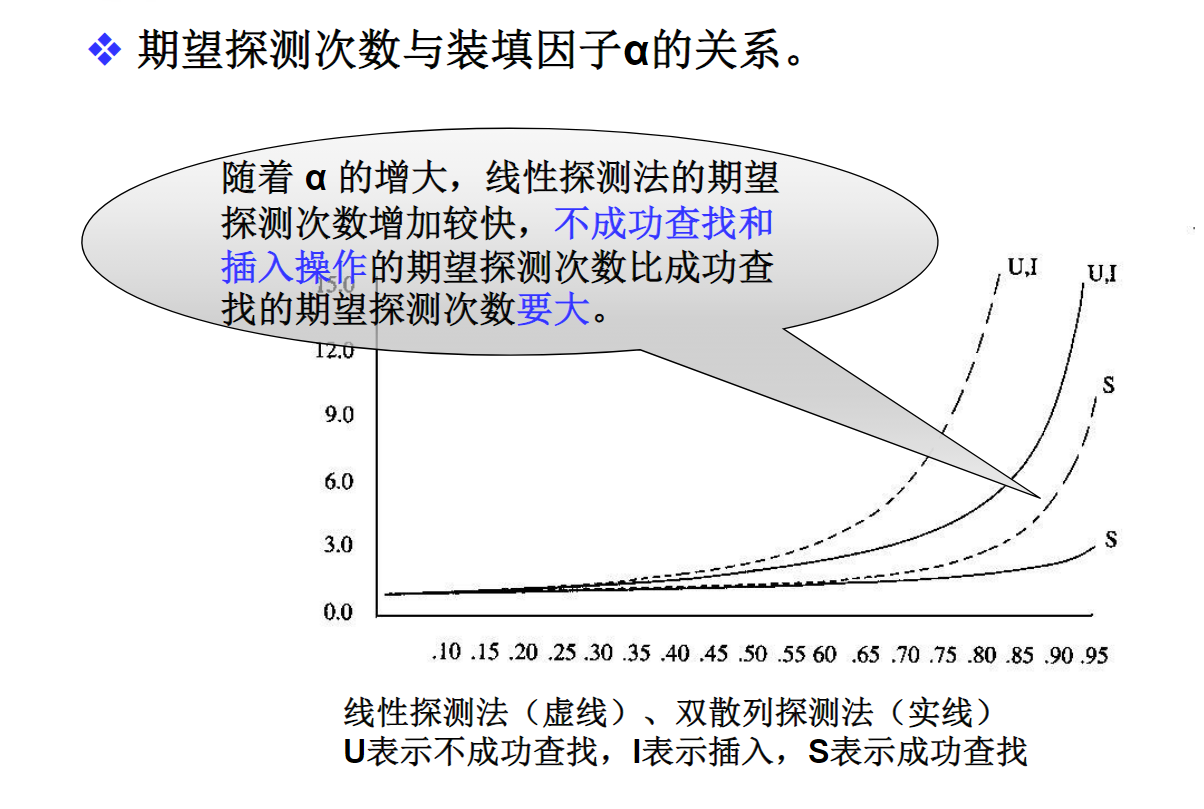 ❖ 期望探测次数与装填因子α的关系。
随着 α 的增大，线性探测法的期望
探测次数增加较快，不成功查找和
插入操作的期望探测次数比成功查
找的期望探测次数要大。
15.0
12.0
9.0
6.0
3.0
0.0
U,I
U,I
S
S
.10 .15 .20 .25 .30 .35 .40 .45 .50 .55 60 .65 .70 .75 .80 .85 .90 .95
线性探测法（虚线）、双散列探测法（实线）
U表示不成功查找，I表示插入，S表示成功查找